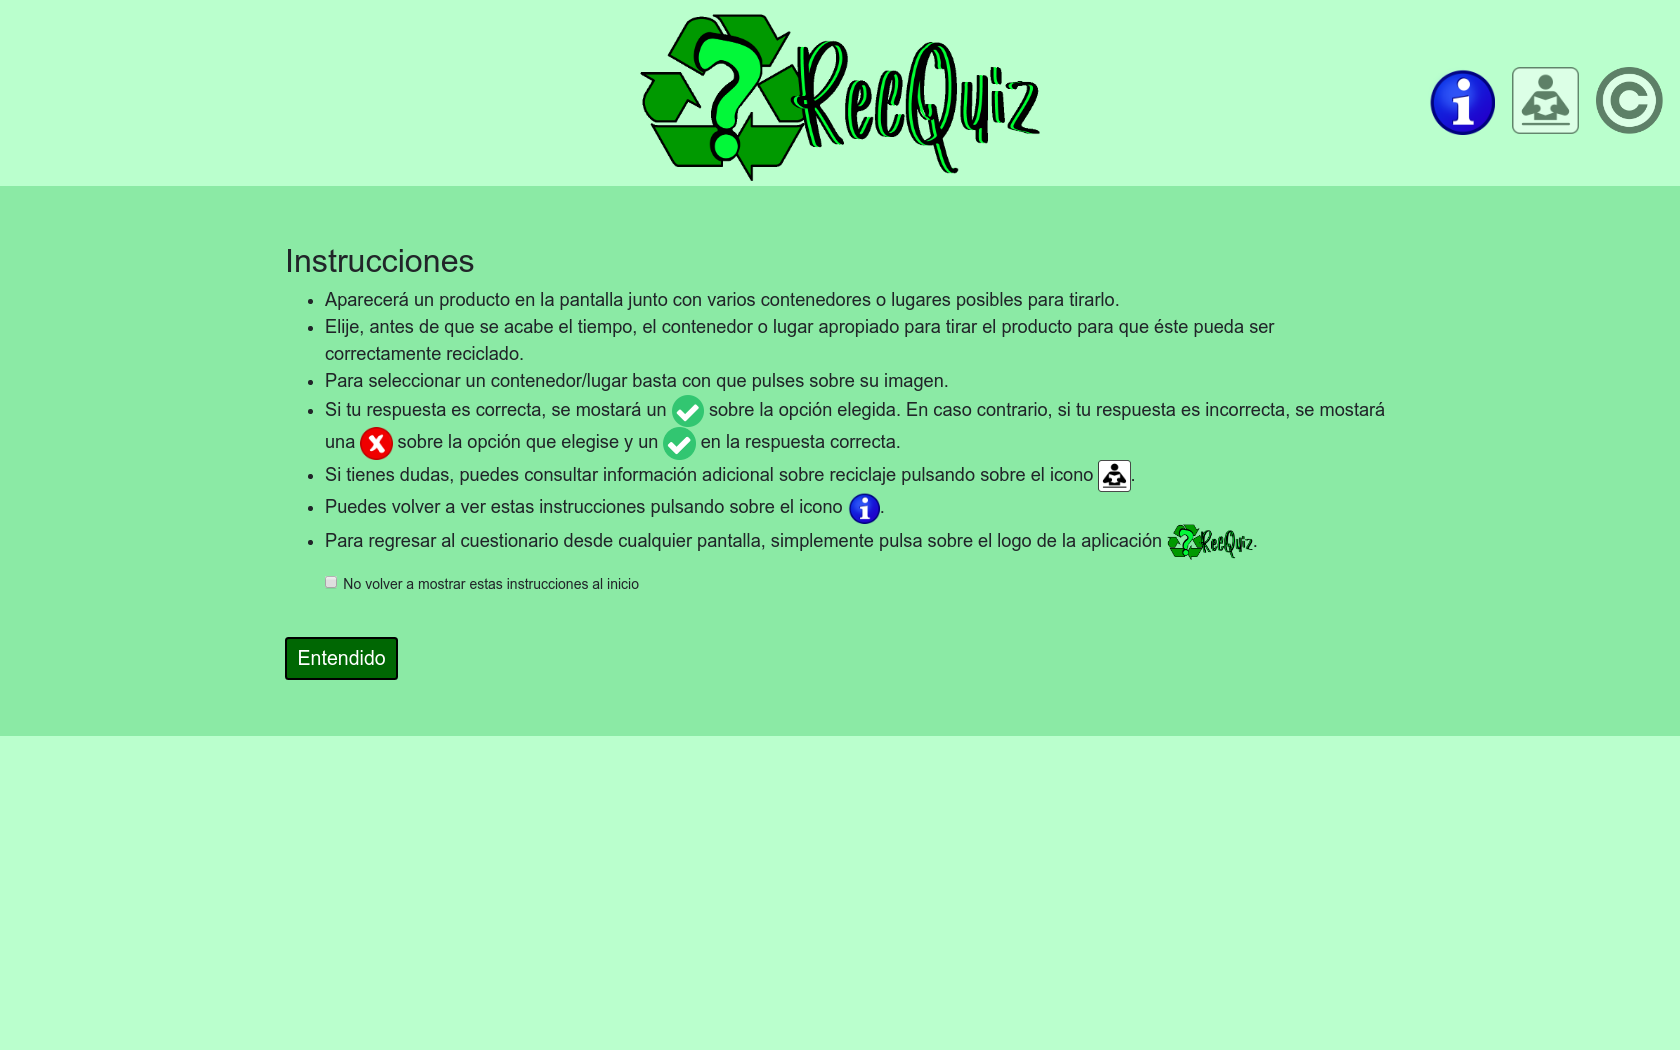 RecQuiz
Instrucciones
Aparecerá un producto en la pantalla junto con varios contenedores o lugares posibles para tirarlo.
Elije, antes de que se acabe el tiempo, el contenedor o lugar apropiado para tirar el producto para que éste pueda ser
correctamente reciclado.
Para seleccionar un contenedor/lugar basta con que pulses sobre su imagen.
Si tu respuesta es correcta, se mostará un sobre la opción elegida. En caso contrario, si tu respuesta es incorrecta, se mostará
una sobre la opción que elegise y un en la respuesta correcta.
Si tienes dudas, puedes consultar información adicional sobre reciclaje pulsando sobre el icono .
Puedes volver a ver estas instrucciones pulsando sobre el icono .
Para regresar al cuestionario desde cualquier pantalla, simplemente pulsa sobre el logo de la aplicación RecQuiz.
No volver a mostrar estas instrucciones al inicio
Entendido